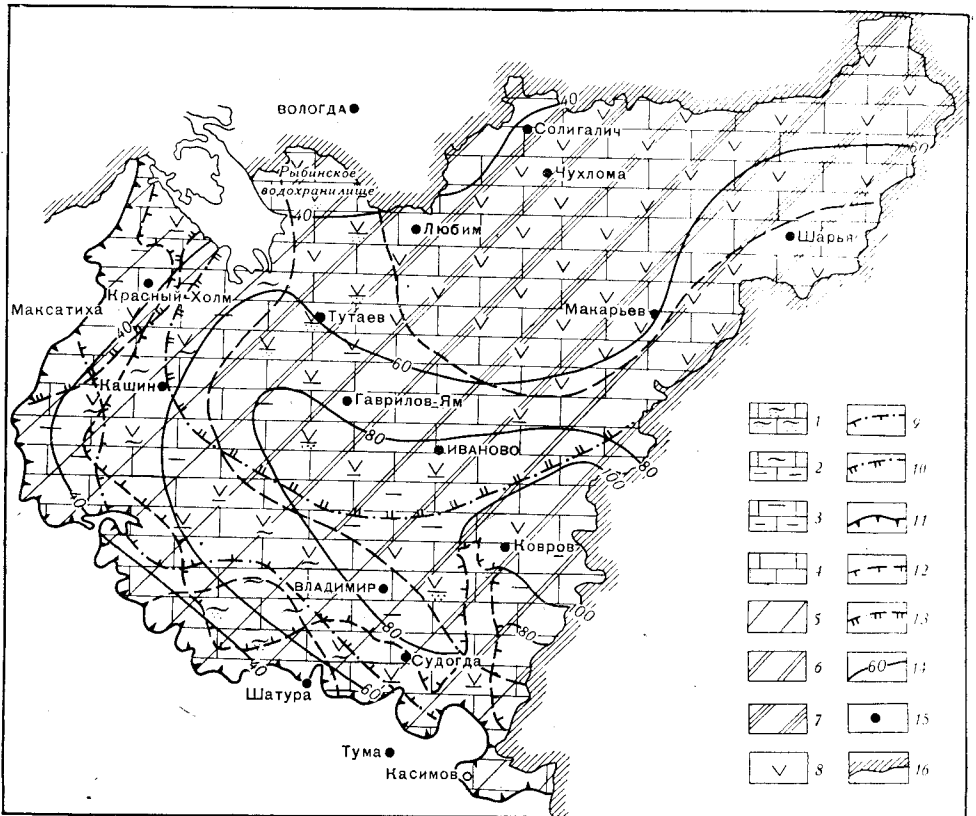 ВОЛОГДА
40
Солигалич
Рыбинское
водохранилище
Чухлома
60
40
Любим
Шарья
Красный Холм
Максатиха
Тутаев
Макарьев
40
60
Кашин
Гаврилов-Ям
80
ИВАНОВО
80
100
40
Ковров
ВЛАДИМИР
100
80
80
Судогда
40
60
Шатура
Тума
Касимов
1
9
2
10
3
11
4
12
5
13
6
60
14
7
15
8
16